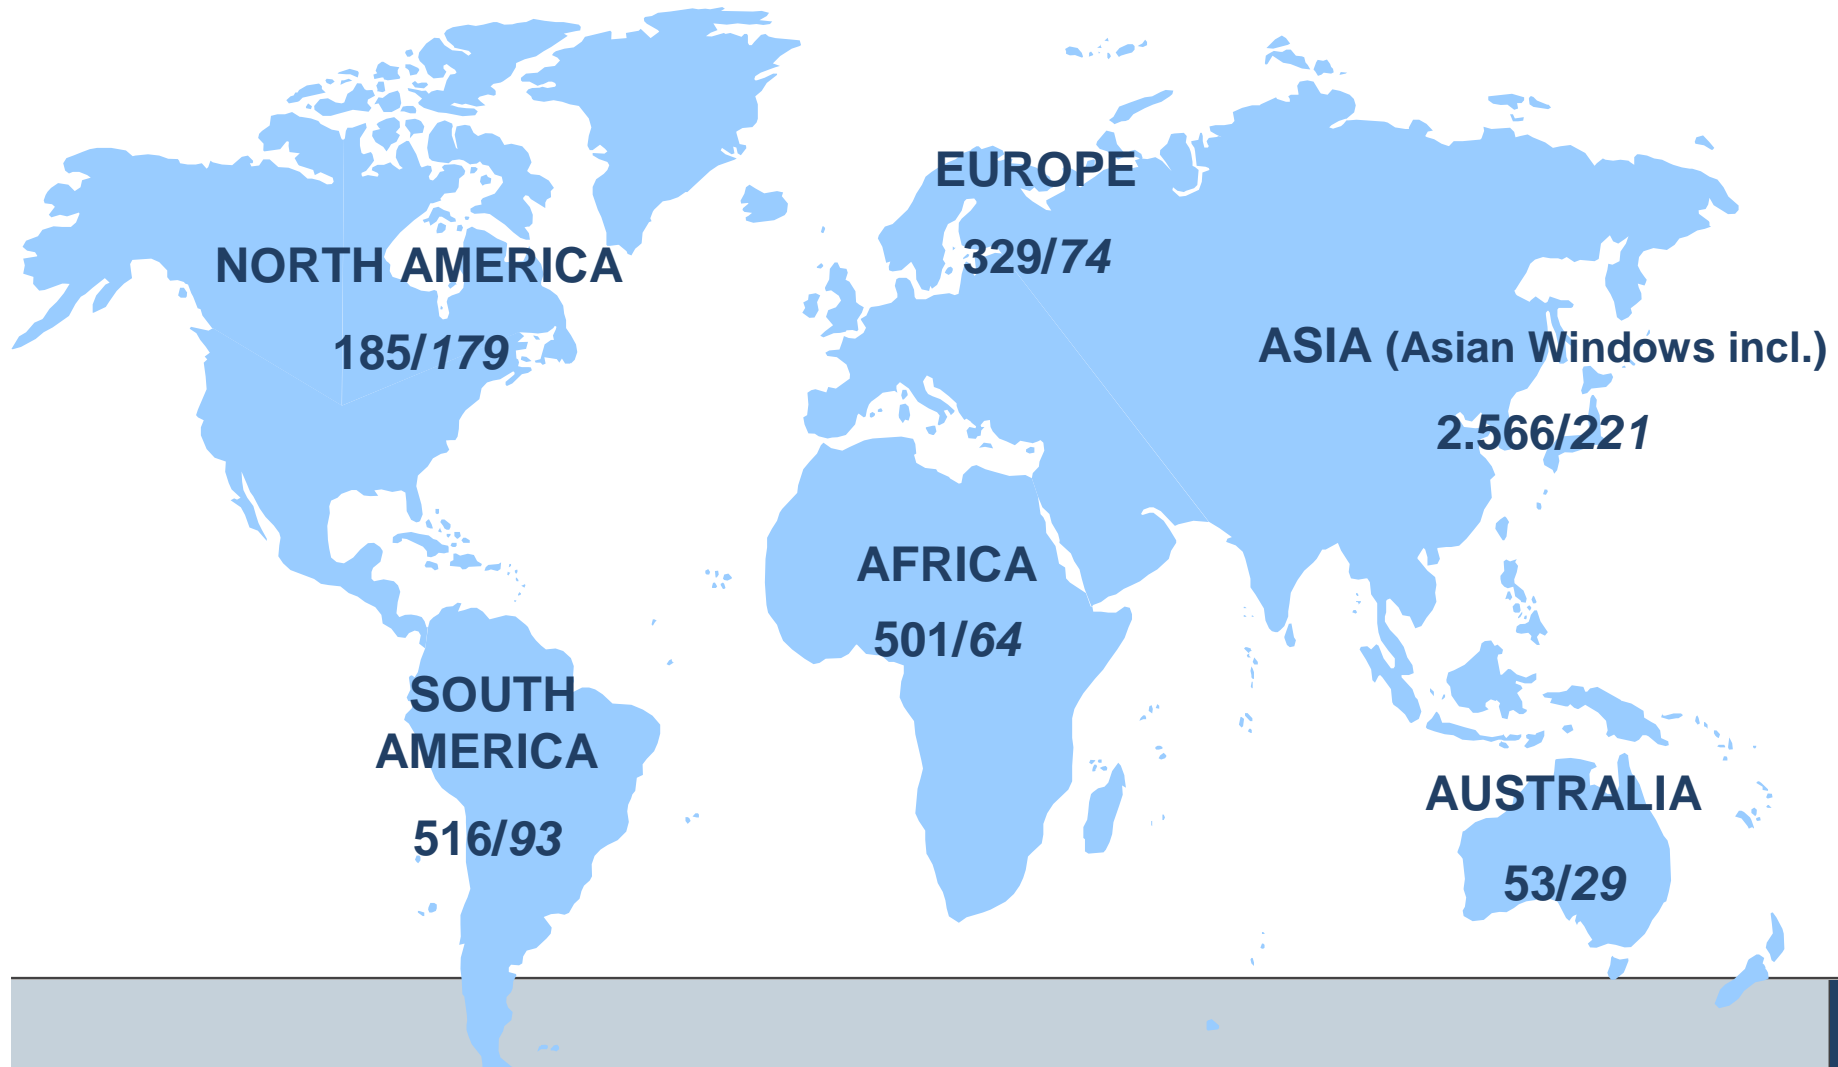 EUROPE
329/74
NORTH AMERICA
185/179
ASIA (Asian Windows incl.)
2.566/221
AFRICA
501/64
SOUTH
AMERICA
516/93
AUSTRALIA
53/29